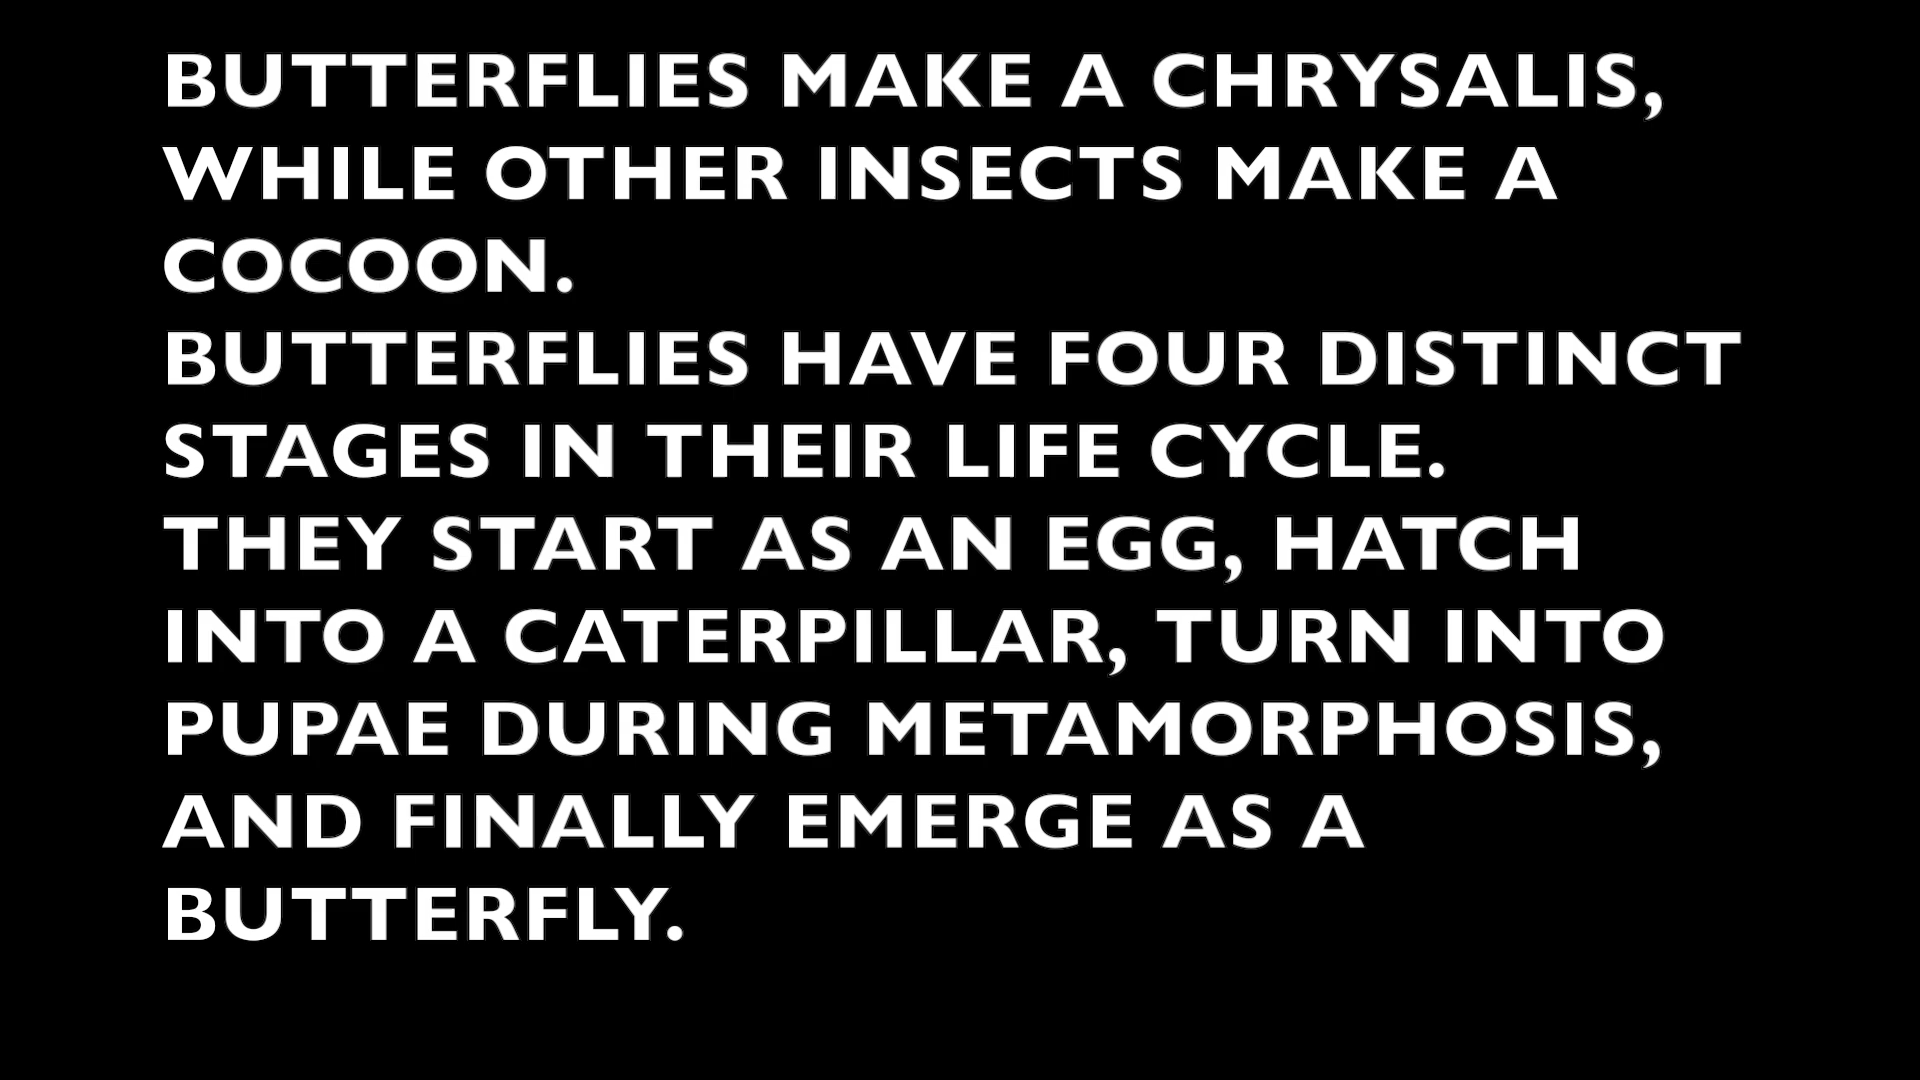 BUTTERFLIES MAKE A CHRYSALIS,
WHILE OTHER INSECTS MAKE A
COCOON.
BUTTERFLIES HAVE FOUR DISTINCT
STAGES IN THEIR LIFE CYCLE.
THEY START AS AN EGG, HATCH
INTO A CATERPILLAR, TURN INTO
PUPAE DURING METAMORPHOSIS,
AND FINALLY EMERGE AS A
BUTTERFLY.